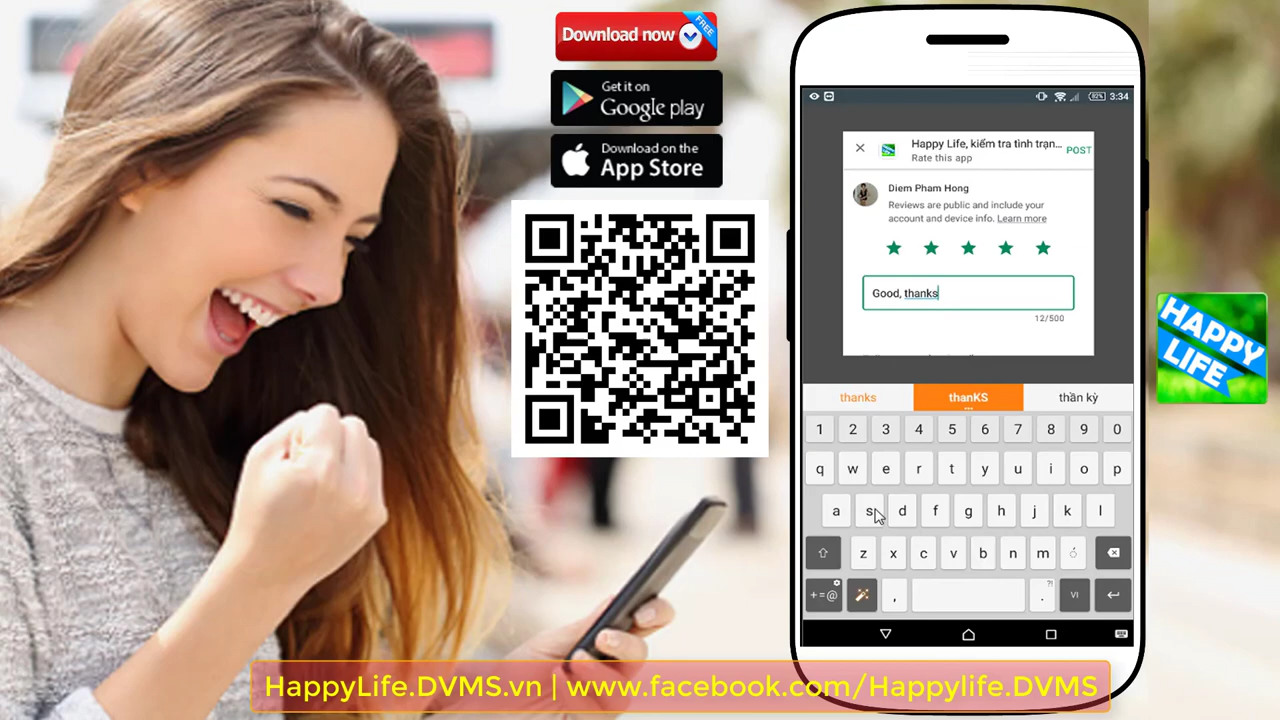 Download now
FREE
Get it on
Google play
Download on the
App Store
3:34
82%
Happy Life, kiểm tra tình trạn...
POST
Rate this app
Diem Pham Hong
Reviews are public and include your
account and device info. Learn more
Good, thanks
12/500
thanks thanKS thần kỳ
1 2 3 4 5 6 7 8 9 0
q w e r t y u i o p
a s d f g h j k l
z x c v b n m
+=@ , . ?! VI
HAPPY
LIFE
HappyLife.DVMS.vn | www.facebook.com/Happylife.DVMS